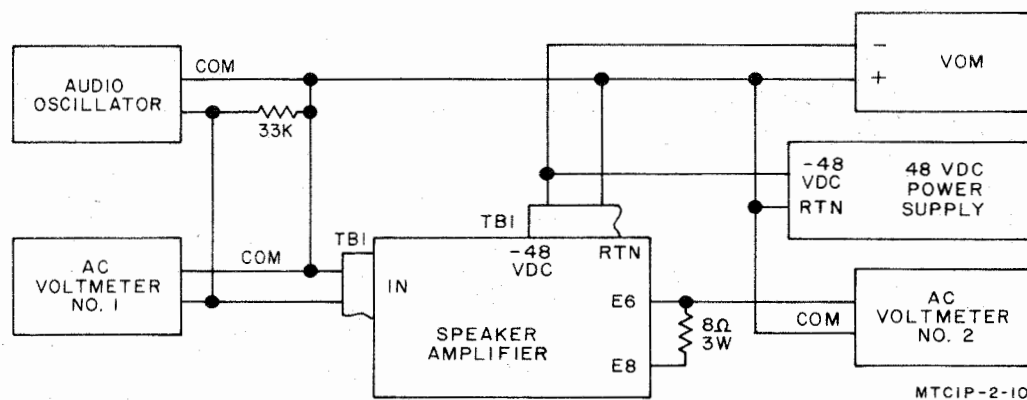 AUDIO
OSCILLATOR
COM
33K
VOM
−
+
−48
VDC
48 VDC
POWER
SUPPLY
RTN
AC
VOLTMETER
NO. 1
COM
TB1
IN
TB1
−48
VDC
RTN
SPEAKER
AMPLIFIER
E6
E8
8Ω
3W
COM
AC
VOLTMETER
NO. 2
MTCIP-2-10